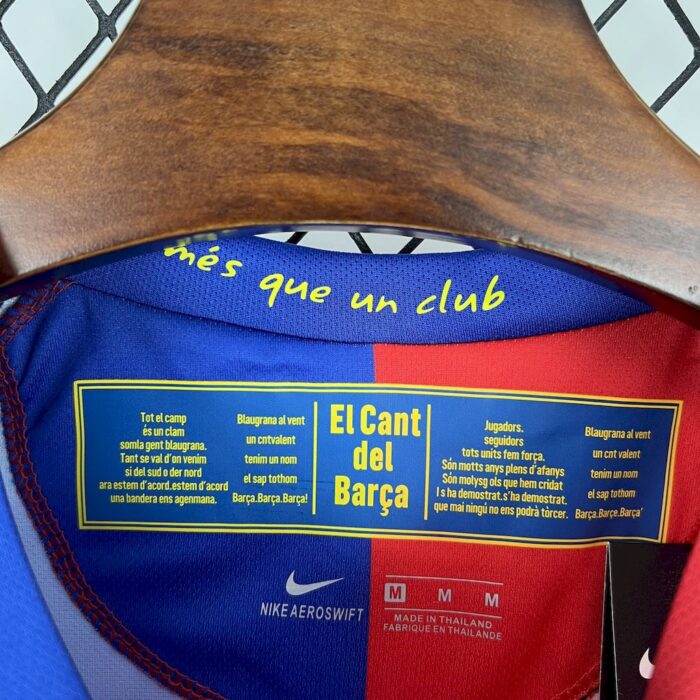 més que un club
Tot el camp
és un clam
somla gent blaugrana.
Tant se val d'on venim
si del sud o der nord
ara estem d'acord.estem d'acord
una bandera ens agenmana.
Blaugrana al vent
un cntvalent
tenim un nom
el sap tothom
Barça.Barça.Barça!
El Cant
del
Barça
Jugadors.
seguidors
tots units fem força.
Són motts anys plens d'afanys
Són molysg ols que hem cridat
I s ha demostrat.s'ha demostrat.
que mai ningú no ens podrà tòrcer.
Blaugrana al vent
un cnt valent
tenim un nom
el sap tothom
Barça.Barçe.Barça'
NIKE AEROSWIFT
M M M
MADE IN THAILAND
FABRIQUE EN THAILANDE